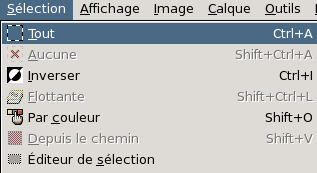 Sélection Affichage Image Calque Outils
Tout Ctrl+A
Aucune Shift+Ctrl+A
Inverser Ctrl+I
Flottante Shift+Ctrl+L
Par couleur Shift+O
Depuis le chemin Shift+V
Éditeur de sélection